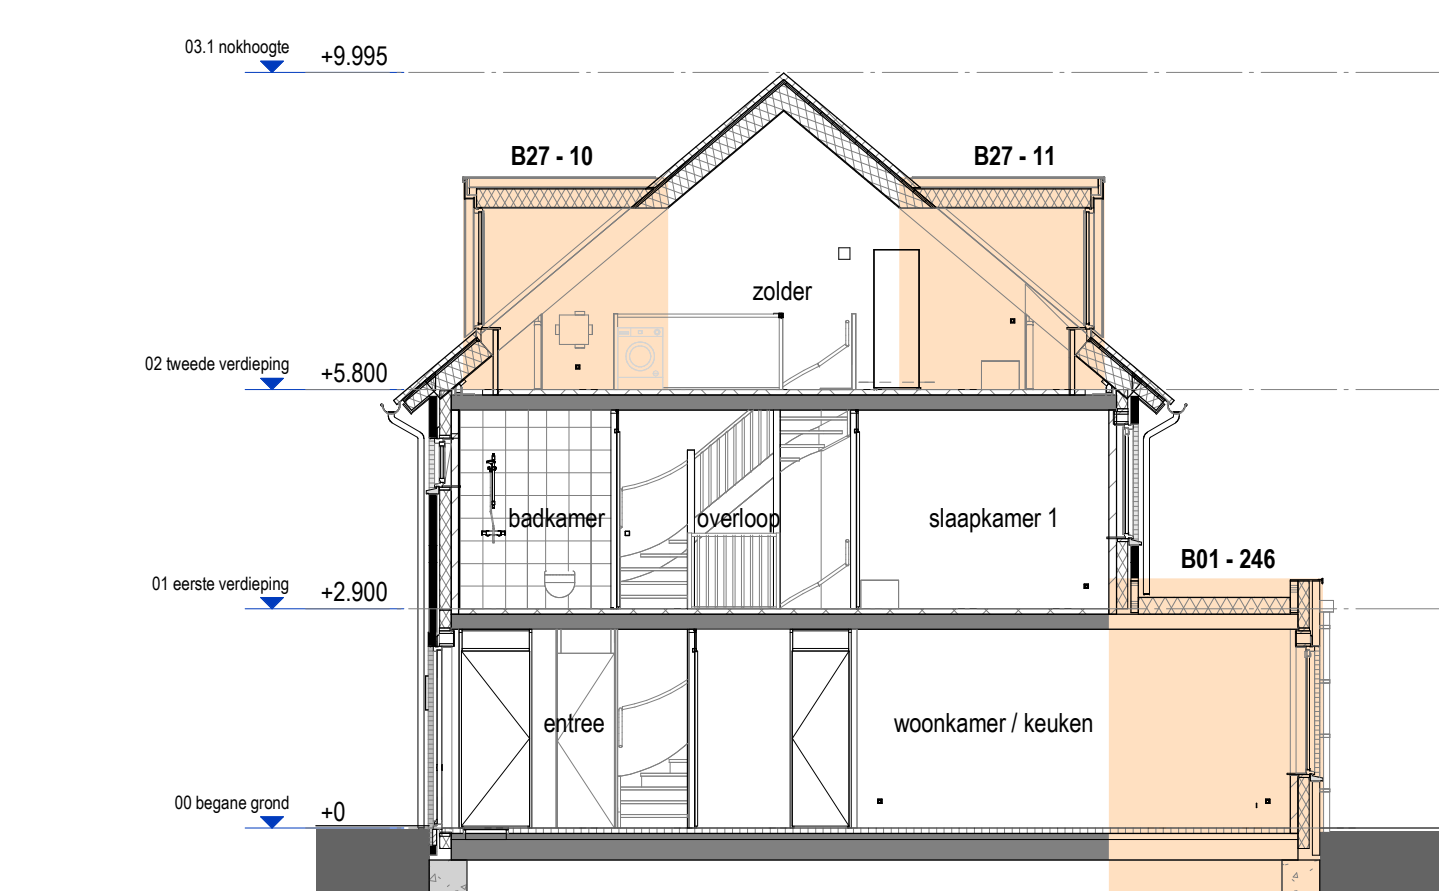 03.1 nokhoogte +9.995
B27 - 10
B27 - 11
zolder
02 tweede verdieping +5.800
badkamer
overloop
slaapkamer 1
B01 - 246
01 eerste verdieping +2.900
entree
woonkamer / keuken
00 begane grond +0